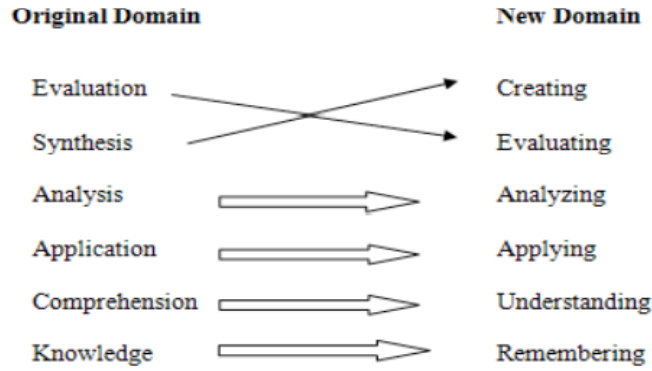 Original Domain New Domain
Evaluation Creating
Synthesis Evaluating
Analysis Analyzing
Application Applying
Comprehension Understanding
Knowledge Remembering